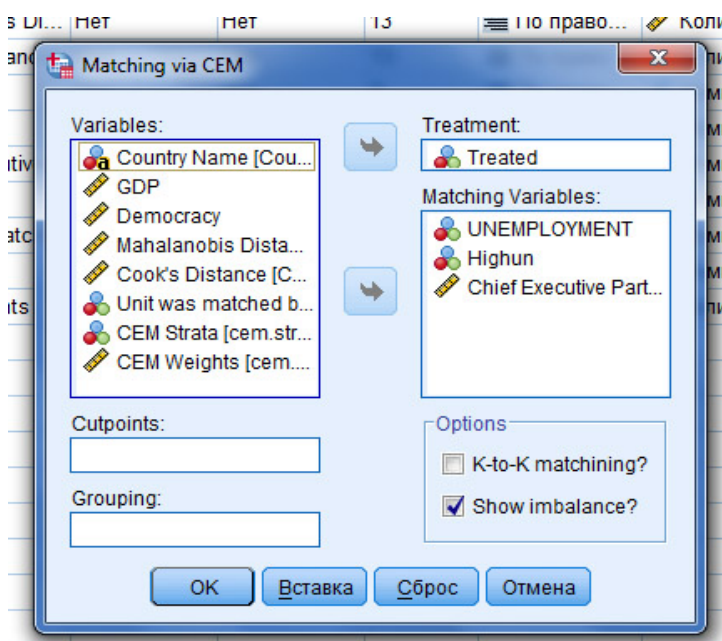 s Di... Нет Нет 13 По право...
Matching via CEM
Variables:
Country Name [Cou...
GDP
Democracy
Mahalanobis Dista...
Cook's Distance [C...
Unit was matched b...
CEM Strata [cem.str...
CEM Weights [cem....
Treatment:
Treated
Matching Variables:
UNEMPLOYMENT
Highun
Chief Executive Part...
Cutpoints:
Grouping:
Options
K-to-K matchining?
Show imbalance?
OK Вставка Сброс Отмена